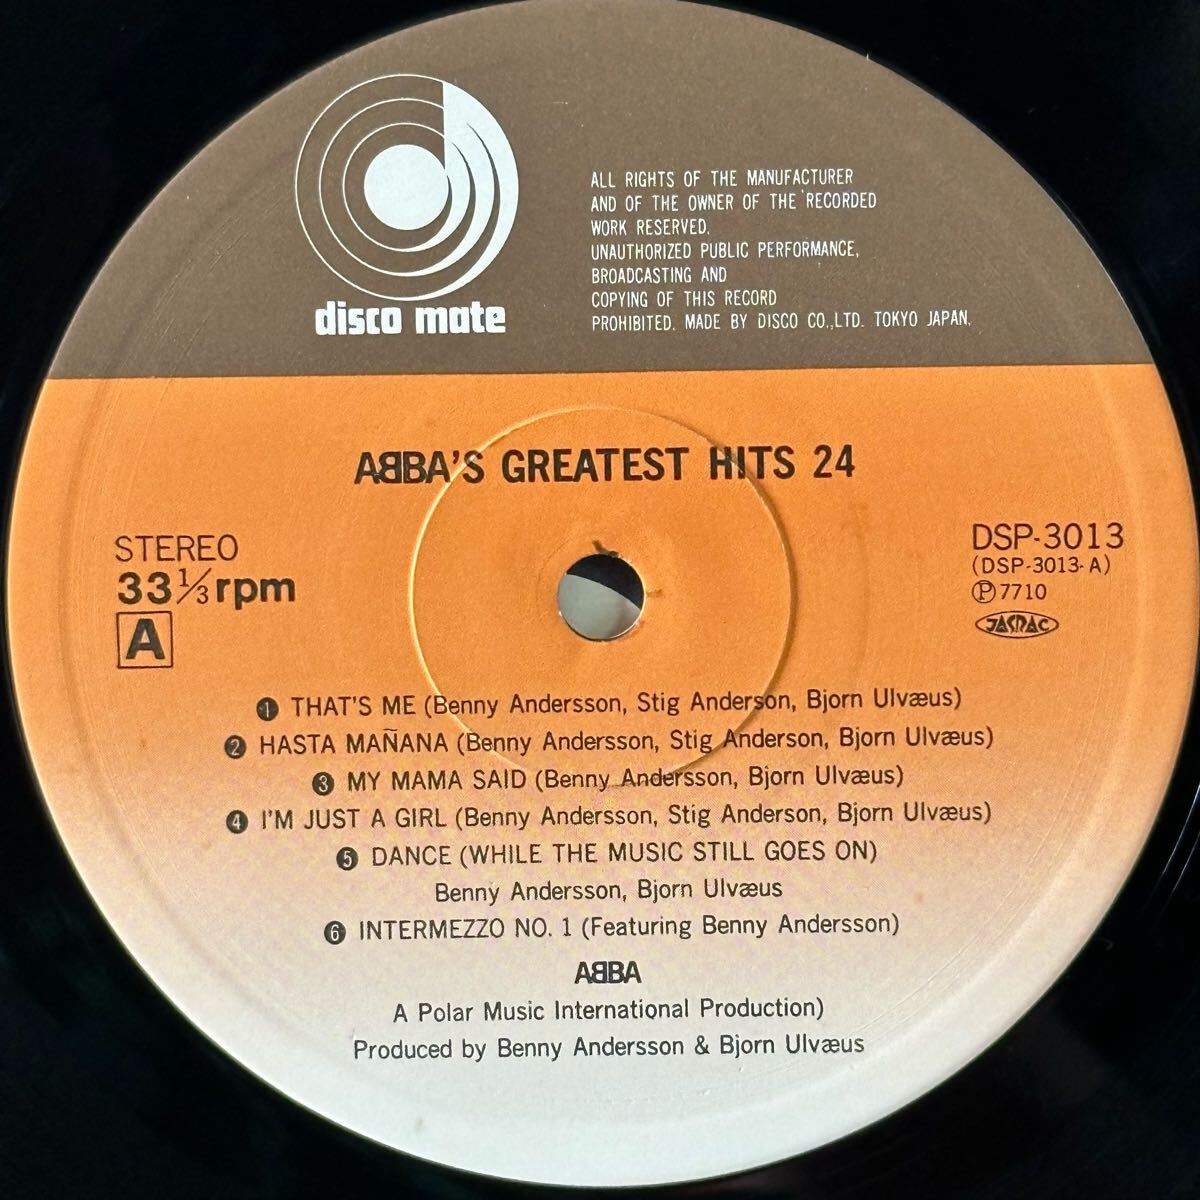 disco mate
ALL RIGHTS OF THE MANUFACTURER
AND OF THE OWNER OF THE RECORDED
WORK RESERVED.
UNAUTHORIZED PUBLIC PERFORMANCE,
BROADCASTING AND
COPYING OF THIS RECORD
PROHIBITED. MADE BY DISCO CO.,LTD. TOKYO JAPAN.
ABBA'S GREATEST HITS 24
STEREO
33 1/3 rpm
A
DSP-3013
(DSP-3013-A)
Ⓟ7710
JASRAC
❶ THAT'S ME (Benny Andersson, Stig Anderson, Bjorn Ulvæus)
❷ HASTA MAÑANA (Benny Andersson, Stig Anderson, Bjorn Ulvæus)
❸ MY MAMA SAID (Benny Andersson, Bjorn Ulvæus)
❹ I'M JUST A GIRL (Benny Andersson, Stig Anderson, Bjorn Ulvæus)
❺ DANCE (WHILE THE MUSIC STILL GOES ON)
Benny Andersson, Bjorn Ulvæus
❻ INTERMEZZO NO. 1 (Featuring Benny Andersson)
ABBA
A Polar Music International Production)
Produced by Benny Andersson & Bjorn Ulvæus